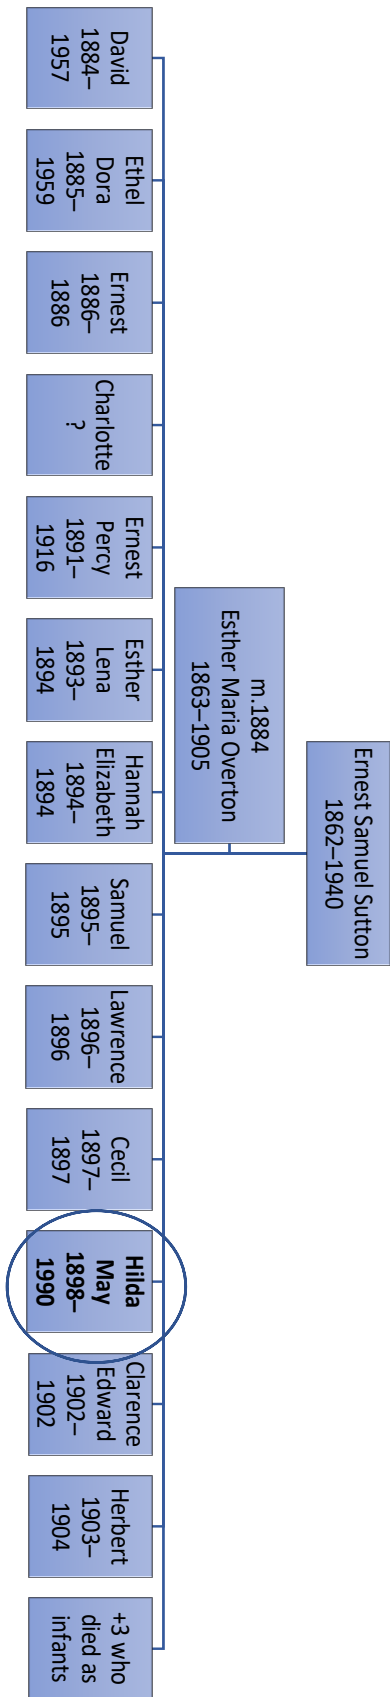 Ernest Samuel Sutton
1862–1940
m.1884
Esther Maria Overton
1863–1905
David
1884–
1957
Ethel
Dora
1885–
1959
Ernest
1886–
1886
Charlotte
?
Ernest
Percy
1891–
1916
Esther
Lena
1893–
1894
Hannah
Elizabeth
1894–
1894
Samuel
1895–
1895
Lawrence
1896–
1896
Cecil
1897–
1897
Hilda
May
1898–
1990
Clarence
Edward
1902–
1902
Herbert
1903–
1904
+3 who
died as
infants